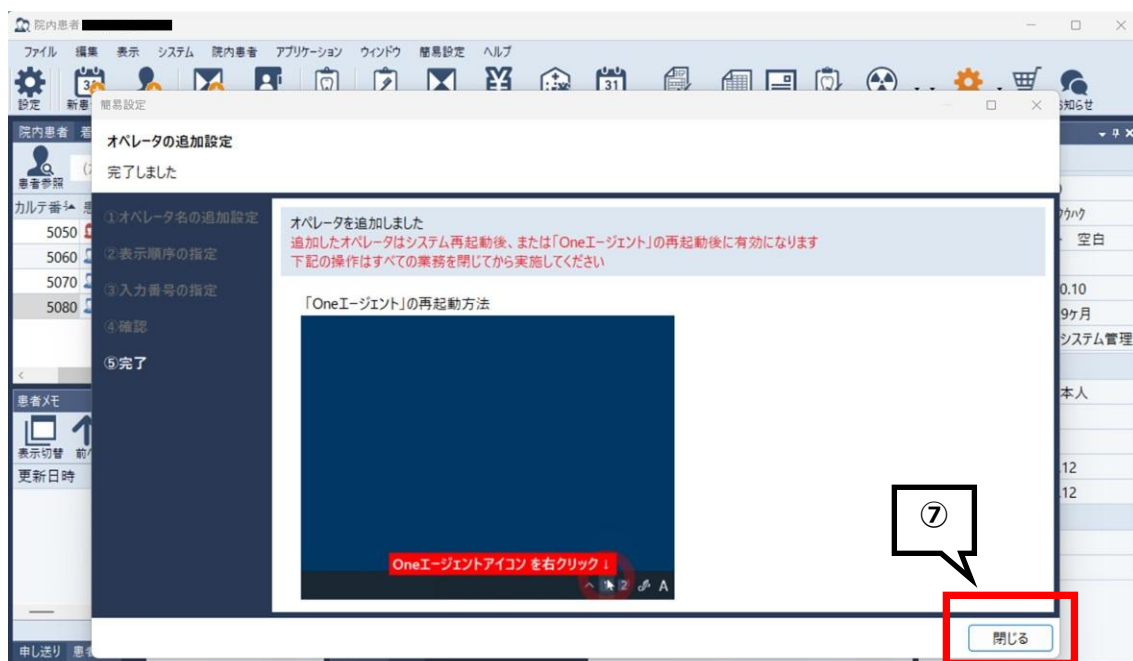 院内患者
ファイル 編集 表示 システム 院内患者 アプリケーション ウィンドウ 簡易設定 ヘルプ
31
設定 新患 お知らせ
簡易設定
院内患者
オペレータの追加設定
完了しました
患者参照
カルテ番
5050
5060
5070
5080
①オペレータ名の追加設定
②表示順序の指定
③入力番号の指定
④確認
⑤完了
オペレータを追加しました
追加したオペレータはシステム再起動後、または「Oneエージェント」の再起動後に有効になります
下記の操作はすべての業務を閉じてから実施してください
「Oneエージェント」の再起動方法
Oneエージェントアイコン を右クリック↓
A
空白
0.10
9ケ月
システム管理
本人
.12
.12
患者メモ
表示切替
更新日時
⑦
閉じる
申し送り